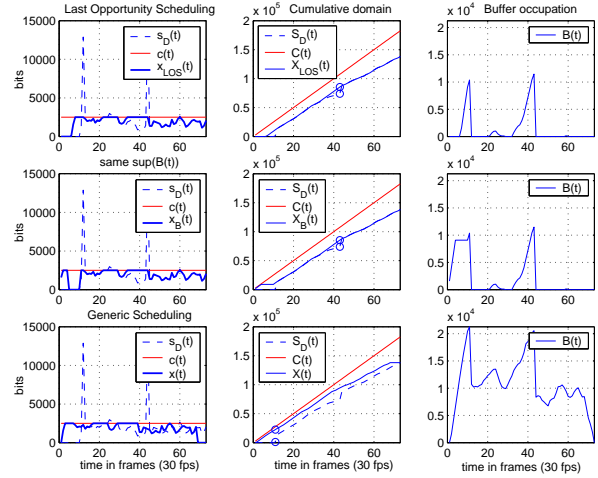 Last Opportunity Scheduling
15000
10000
5000
0
bits
s_D(t)
c(t)
x_LOS(t)
0 20 40 60
Cumulative domain
x 10^5
2
1.5
1
0.5
0
S_D(t)
C(t)
X_LOS(t)
0 20 40 60
Buffer occupation
x 10^4
2
1.5
1
0.5
0
B(t)
0 20 40 60
same sup(B(t))
15000
10000
5000
0
bits
s_D(t)
c(t)
x_B(t)
0 20 40 60
x 10^5
2
1.5
1
0.5
0
S_D(t)
C(t)
X_B(t)
0 20 40 60
x 10^4
2
1.5
1
0.5
0
B(t)
0 20 40 60
Generic Scheduling
15000
10000
5000
0
bits
s_D(t)
c(t)
x(t)
0 20 40 60
time in frames (30 fps)
x 10^5
2
1.5
1
0.5
0
S_D(t)
C(t)
X(t)
0 20 40 60
time in frames (30 fps)
x 10^4
2
1.5
1
0.5
0
B(t)
0 20 40 60
time in frames (30 fps)